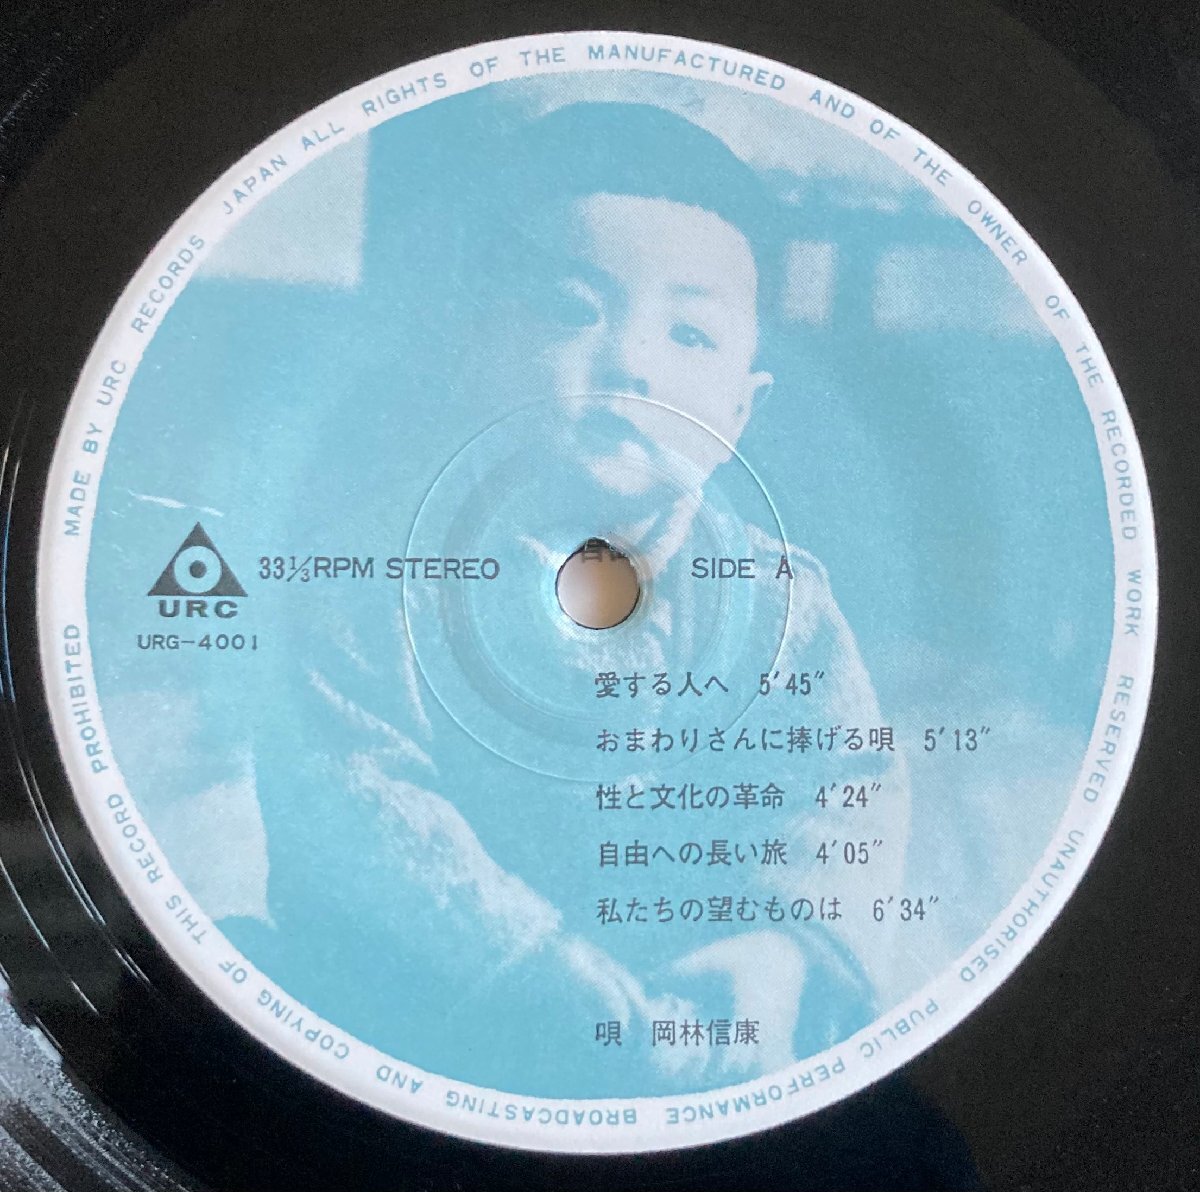 MADE BY URC RECORDS JAPAN ALL RIGHTS OF THE MANUFACTURED AND OF THE OWNER OF THE RECORDED WORK RESERVED UNAUTHORISED PUBLIC PERFORMANCE BROADCASTING AND COPYING OF THIS RECORD PROHIBITED
URC
URG-4001
33⅓RPM STEREO
SIDE A
愛する人へ 5′45″
おまわりさんに捧げる唄 5′13″
性と文化の革命 4′24″
自由への長い旅 4′05″
私たちの望むものは 6′34″
唄 岡林信康